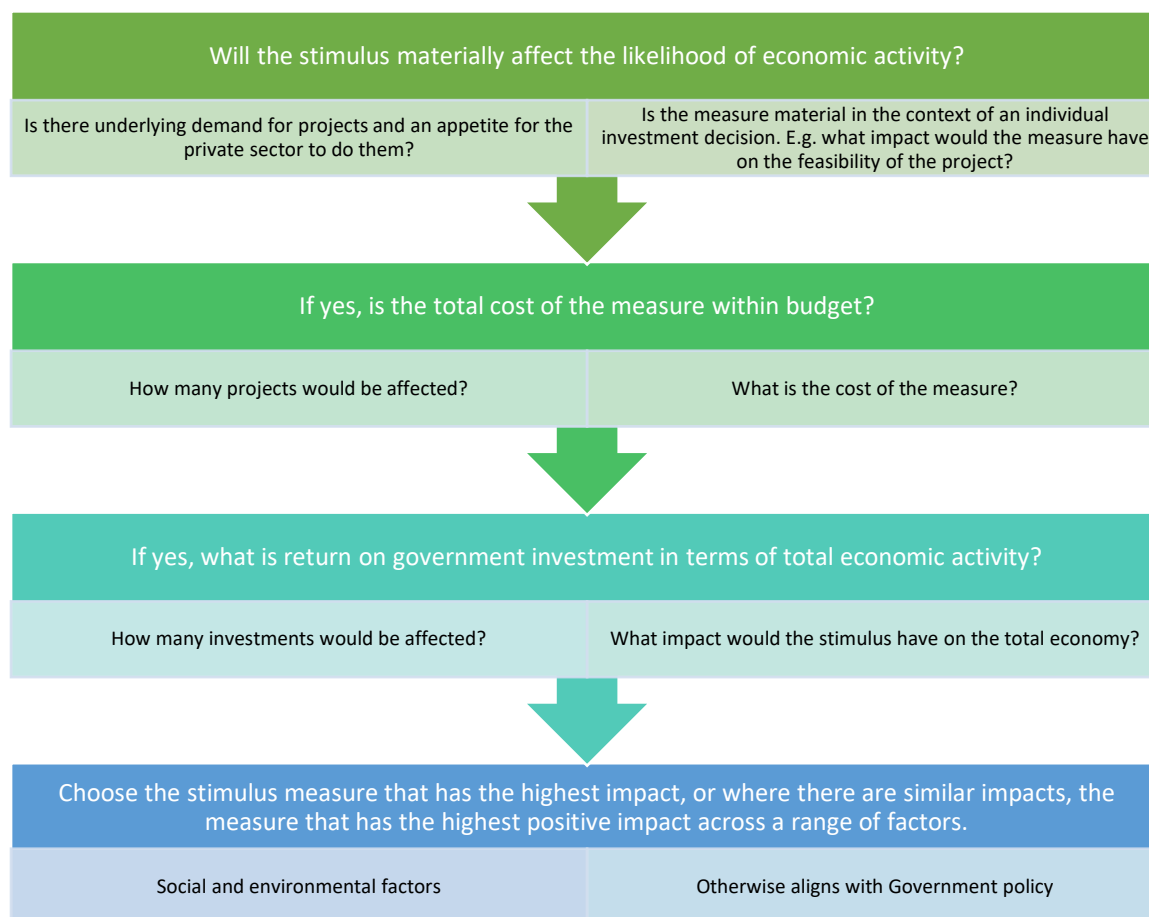 Will the stimulus materially affect the likelihood of economic activity?
Is there underlying demand for projects and an appetite for the
private sector to do them?
Is the measure material in the context of an individual
investment decision. E.g. what impact would the measure have
on the feasibility of the project?
If yes, is the total cost of the measure within budget?
How many projects would be affected?
What is the cost of the measure?
If yes, what is return on government investment in terms of total economic activity?
How many investments would be affected?
What impact would the stimulus have on the total economy?
Choose the stimulus measure that has the highest impact, or where there are similar impacts, the
measure that has the highest positive impact across a range of factors.
Social and environmental factors
Otherwise aligns with Government policy